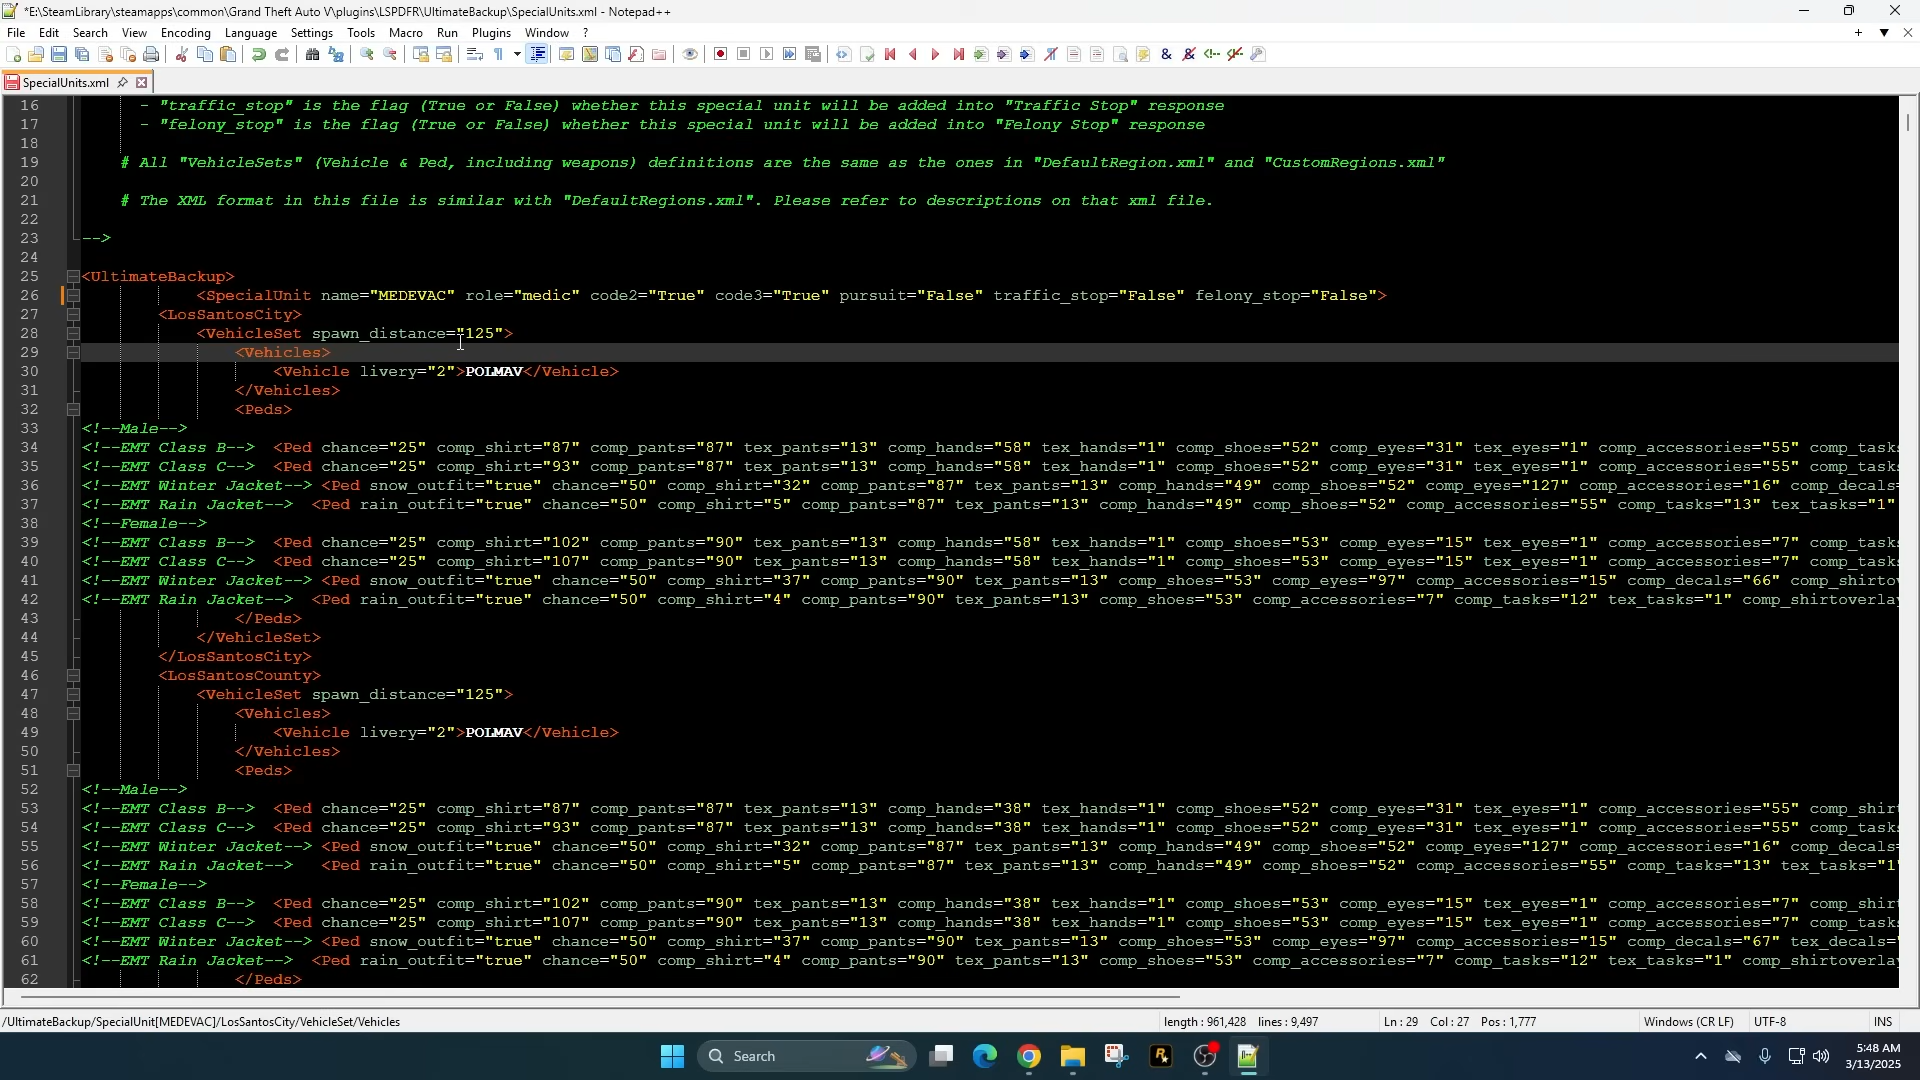 *E:\SteamLibrary\steamapps\common\Grand Theft Auto V\plugins\LSPDFR\UltimateBackup\SpecialUnits.xml - Notepad++
File Edit Search View Encoding Language Settings Tools Macro Run Plugins Window ?
SpecialUnits.xml
16 - "traffic_stop" is the flag (True or False) whether this special unit will be added into "Traffic Stop" response
17 - "felony_stop" is the flag (True or False) whether this special unit will be added into "Felony Stop" response
18
19 # All "VehicleSets" (Vehicle & Ped, including weapons) definitions are the same as the ones in "DefaultRegion.xml" and "CustomRegions.xml"
20
21 # The XML format in this file is similar with "DefaultRegions.xml". Please refer to descriptions on that xml file.
22
23 -->
24
25 <UltimateBackup>
26 <SpecialUnit name="MEDEVAC" role="medic" code2="True" code3="True" pursuit="False" traffic_stop="False" felony_stop="False">
27 <LosSantosCity>
28 <VehicleSet spawn_distance="125">
29 <Vehicles>
30 <Vehicle livery="2">POLMAV</Vehicle>
31 </Vehicles>
32 <Peds>
33 <!--Male-->
34 <!--EMT Class B--> <Ped chance="25" comp_shirt="87" comp_pants="87" tex_pants="13" comp_hands="58" tex_hands="1" comp_shoes="52" comp_eyes="31" tex_eyes="1" comp_accessories="55" comp_tasks
35 <!--EMT Class C--> <Ped chance="25" comp_shirt="93" comp_pants="87" tex_pants="13" comp_hands="58" tex_hands="1" comp_shoes="52" comp_eyes="31" tex_eyes="1" comp_accessories="55" comp_tasks
36 <!--EMT Winter Jacket--> <Ped snow_outfit="true" chance="50" comp_shirt="32" comp_pants="87" tex_pants="13" comp_hands="49" comp_shoes="52" comp_eyes="127" comp_accessories="16" comp_decals=
37 <!--EMT Rain Jacket--> <Ped rain_outfit="true" chance="50" comp_shirt="5" comp_pants="87" tex_pants="13" comp_hands="49" comp_shoes="52" comp_accessories="55" comp_tasks="13" tex_tasks="1"
38 <!--Female-->
39 <!--EMT Class B--> <Ped chance="25" comp_shirt="102" comp_pants="90" tex_pants="13" comp_hands="58" tex_hands="1" comp_shoes="53" comp_eyes="15" tex_eyes="1" comp_accessories="7" comp_tasks
40 <!--EMT Class C--> <Ped chance="25" comp_shirt="107" comp_pants="90" tex_pants="13" comp_hands="58" tex_hands="1" comp_shoes="53" comp_eyes="15" tex_eyes="1" comp_accessories="7" comp_tasks
41 <!--EMT Winter Jacket--> <Ped snow_outfit="true" chance="50" comp_shirt="37" comp_pants="90" tex_pants="13" comp_shoes="53" comp_eyes="97" comp_accessories="15" comp_decals="66" comp_shirto
42 <!--EMT Rain Jacket--> <Ped rain_outfit="true" chance="50" comp_shirt="4" comp_pants="90" tex_pants="13" comp_shoes="53" comp_accessories="7" comp_tasks="12" tex_tasks="1" comp_shirtoverlay
43 </Peds>
44 </VehicleSet>
45 </LosSantosCity>
46 <LosSantosCounty>
47 <VehicleSet spawn_distance="125">
48 <Vehicles>
49 <Vehicle livery="2">POLMAV</Vehicle>
50 </Vehicles>
51 <Peds>
52 <!--Male-->
53 <!--EMT Class B--> <Ped chance="25" comp_shirt="87" comp_pants="87" tex_pants="13" comp_hands="38" tex_hands="1" comp_shoes="52" comp_eyes="31" tex_eyes="1" comp_accessories="55" comp_shir
54 <!--EMT Class C--> <Ped chance="25" comp_shirt="93" comp_pants="87" tex_pants="13" comp_hands="38" tex_hands="1" comp_shoes="52" comp_eyes="31" tex_eyes="1" comp_accessories="55" comp_task
55 <!--EMT Winter Jacket--> <Ped snow_outfit="true" chance="50" comp_shirt="32" comp_pants="87" tex_pants="13" comp_hands="49" comp_shoes="52" comp_eyes="127" comp_accessories="16" comp_decals=
56 <!--EMT Rain Jacket--> <Ped rain_outfit="true" chance="50" comp_shirt="5" comp_pants="87" tex_pants="13" comp_hands="49" comp_shoes="52" comp_accessories="55" comp_tasks="13" tex_tasks="1"
57 <!--Female-->
58 <!--EMT Class B--> <Ped chance="25" comp_shirt="102" comp_pants="90" tex_pants="13" comp_hands="38" tex_hands="1" comp_shoes="53" comp_eyes="15" tex_eyes="1" comp_accessories="7" comp_shir
59 <!--EMT Class C--> <Ped chance="25" comp_shirt="107" comp_pants="90" tex_pants="13" comp_hands="38" tex_hands="1" comp_shoes="53" comp_eyes="15" tex_eyes="1" comp_accessories="7" comp_task
60 <!--EMT Winter Jacket--> <Ped snow_outfit="true" chance="50" comp_shirt="37" comp_pants="90" tex_pants="13" comp_shoes="53" comp_eyes="97" comp_accessories="15" comp_decals="67" tex_decals=
61 <!--EMT Rain Jacket--> <Ped rain_outfit="true" chance="50" comp_shirt="4" comp_pants="90" tex_pants="13" comp_shoes="53" comp_accessories="7" comp_tasks="12" tex_tasks="1" comp_shirtoverlay
62 </Peds>
/UltimateBackup/SpecialUnit[MEDEVAC]/LosSantosCity/VehicleSet/Vehicles length : 961,428 lines : 9,497 Ln : 29 Col : 27 Pos : 1,777 Windows (CR LF) UTF-8 INS
Search
5:48 AM
3/13/2025